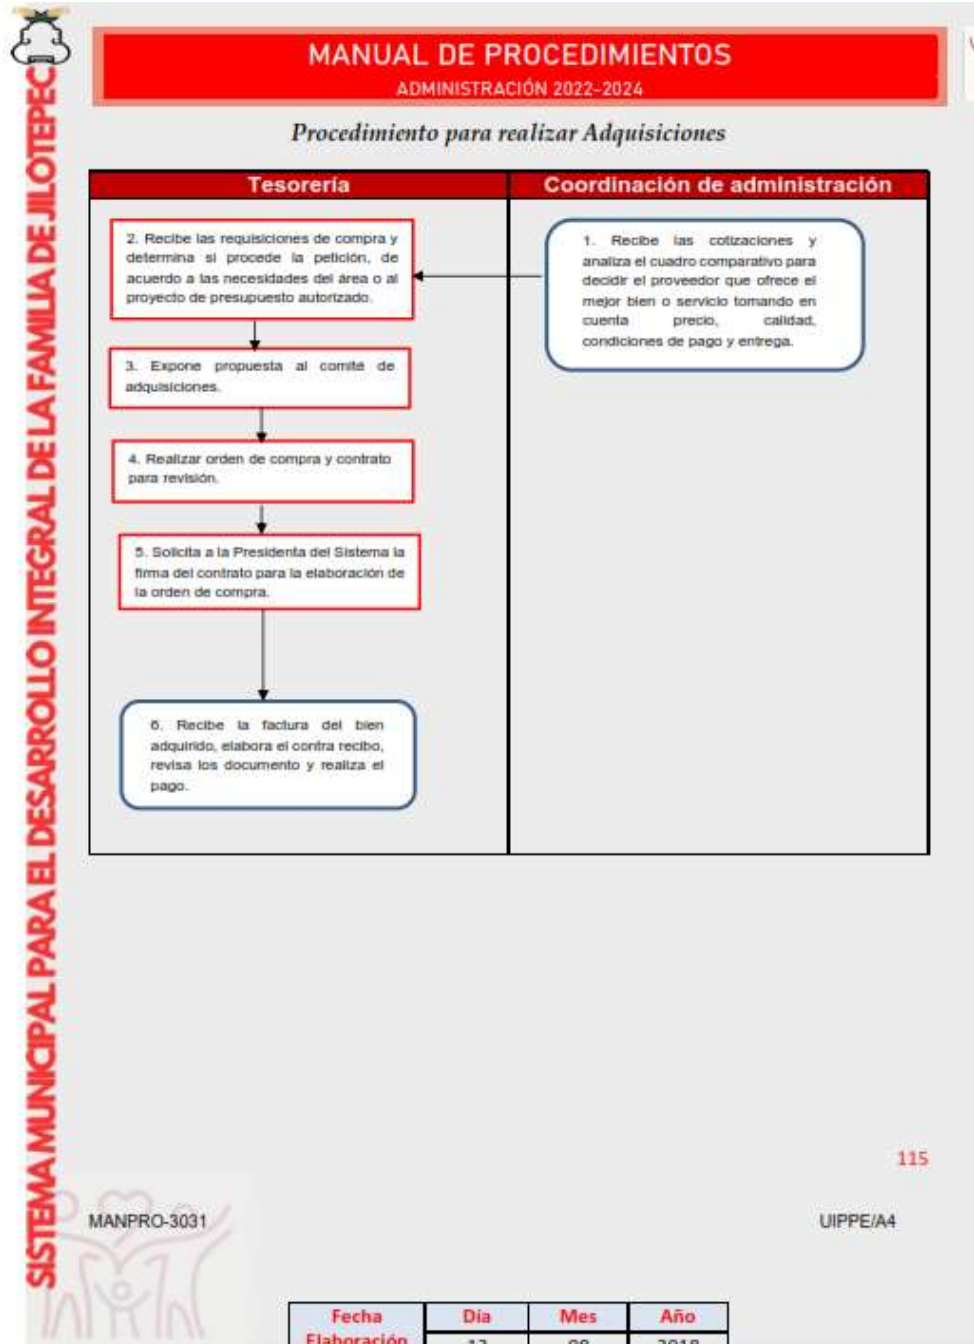 SISTEMA MUNICIPAL PARA EL DESARROLLO INTEGRAL DE LA FAMILIA DE JILOTEPEC
MANUAL DE PROCEDIMIENTOS
ADMINISTRACIÓN 2022-2024
Procedimiento para realizar Adquisiciones
Tesorería
Coordinación de administración
2. Recibe las requisiciones de compra y
determina si procede la petición, de
acuerdo a las necesidades del área o al
proyecto de presupuesto autorizado.
1. Recibe las cotizaciones y
analiza el cuadro comparativo para
decidir el proveedor que ofrece el
mejor bien o servicio tomando en
cuenta precio, calidad,
condiciones de pago y entrega.
3. Expone propuesta al comité de
adquisiciones.
4. Realizar orden de compra y contrato
para revisión.
5. Solicita a la Presidenta del Sistema la
firma del contrato para la elaboración de
la orden de compra.
6. Recibe la factura del bien
adquirido, elabora el contra recibo,
revisa los documento y realiza el
pago.
115
MANPRO-3031
UIPPE/A4
Fecha Día Mes Año
Elaboración 13 08 2018